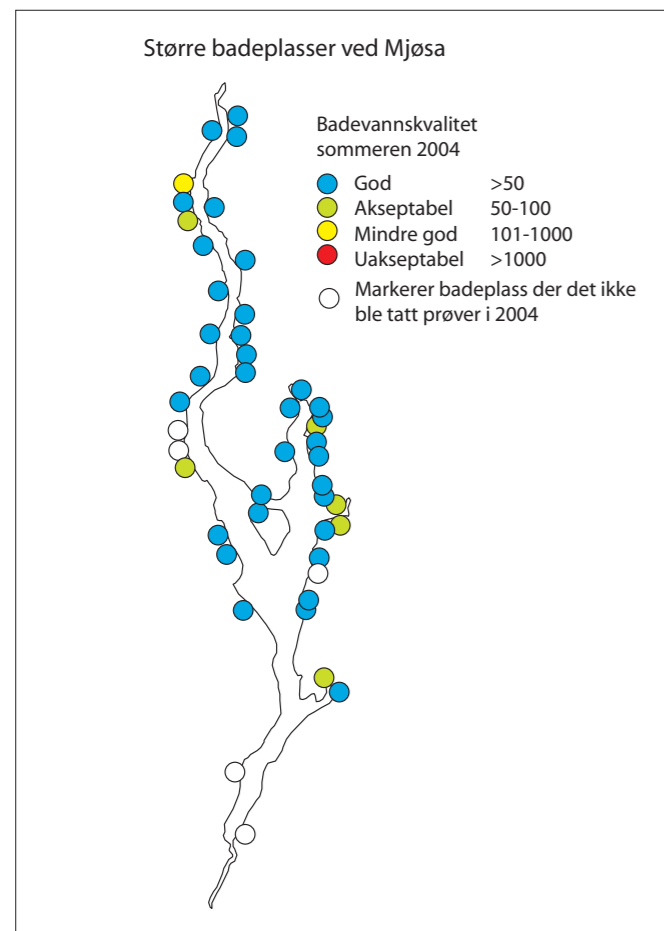 Større badeplasser ved Mjøsa
Badevannskvalitet
sommeren 2004
God >50
Akseptabel 50-100
Mindre god 101-1000
Uakseptabel >1000
Markerer badeplass der det ikke
ble tatt prøver i 2004